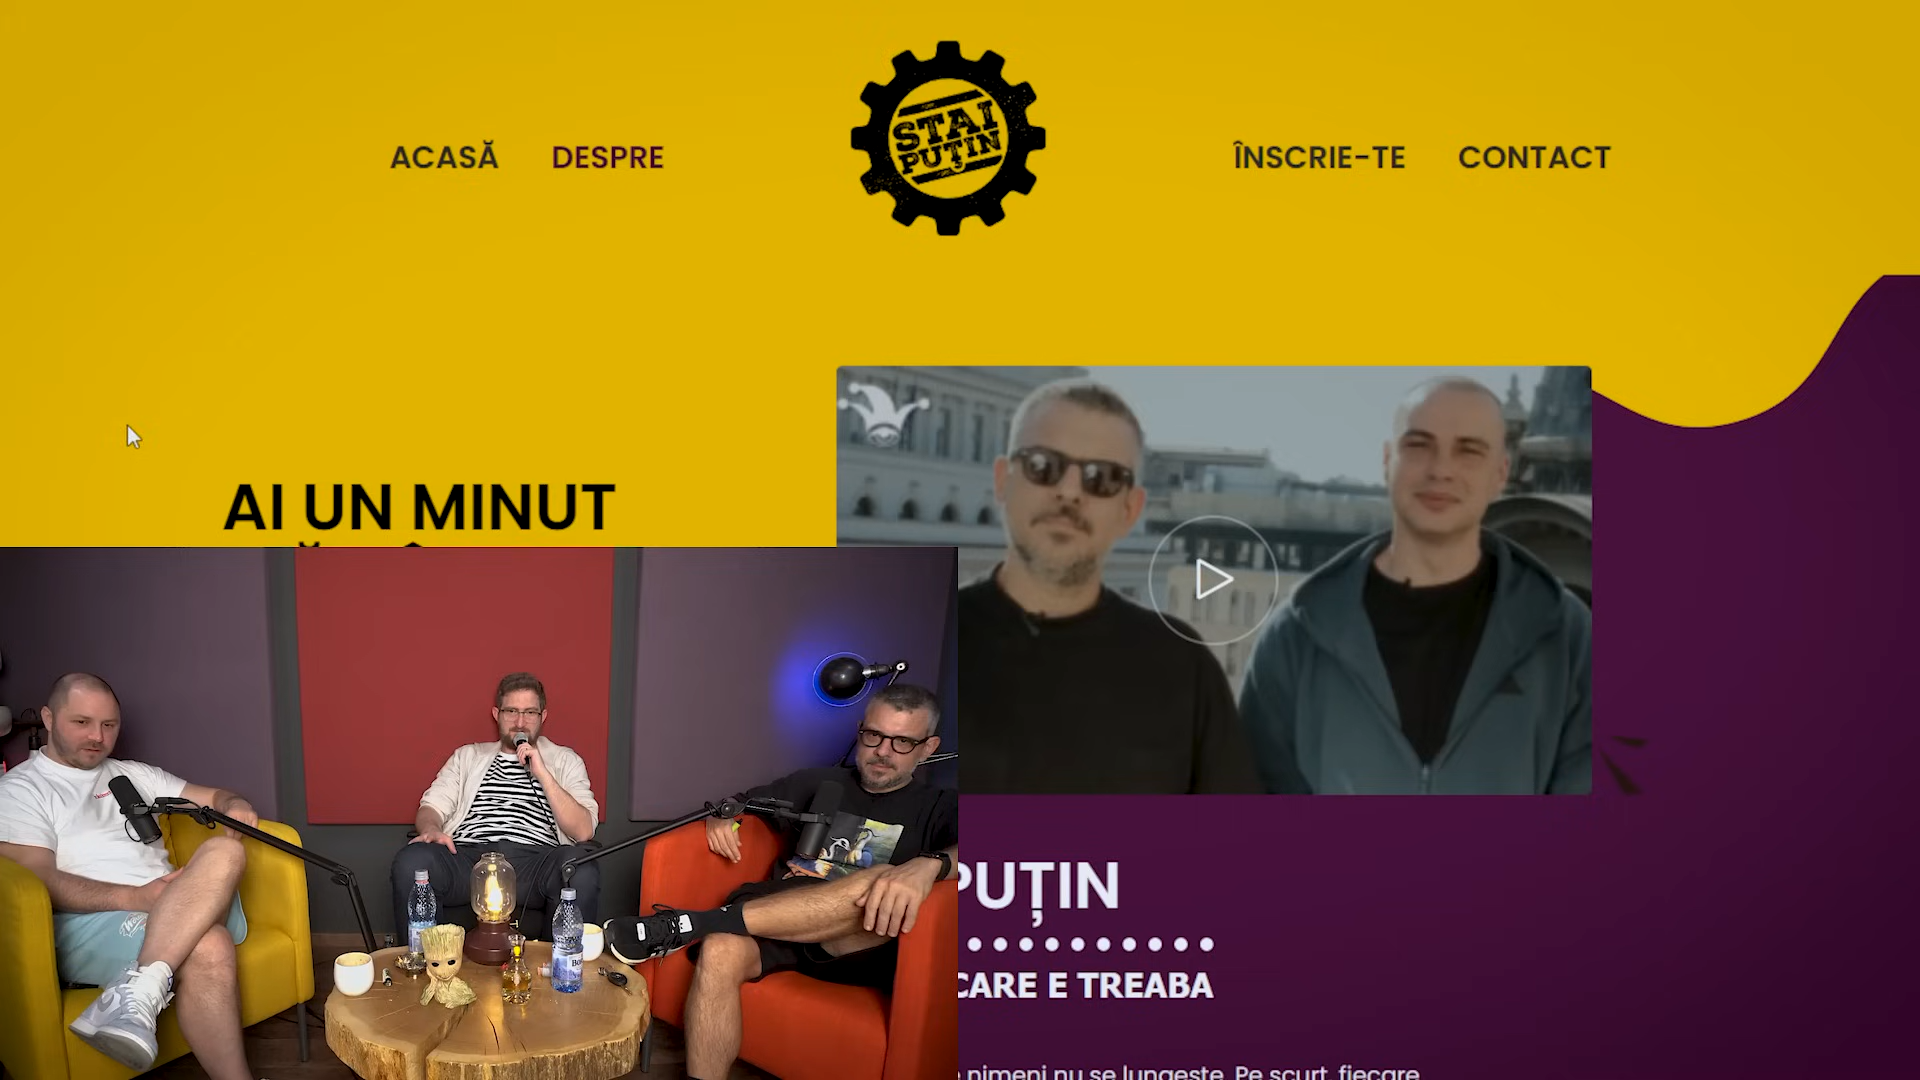 ACASĂ
DESPRE
STAI
PUȚIN
ÎNSCRIE-TE
CONTACT
AI UN MINUT
PUȚIN
CARE E TREABA
nimeni nu se lungește. Pe scurt, fiecare